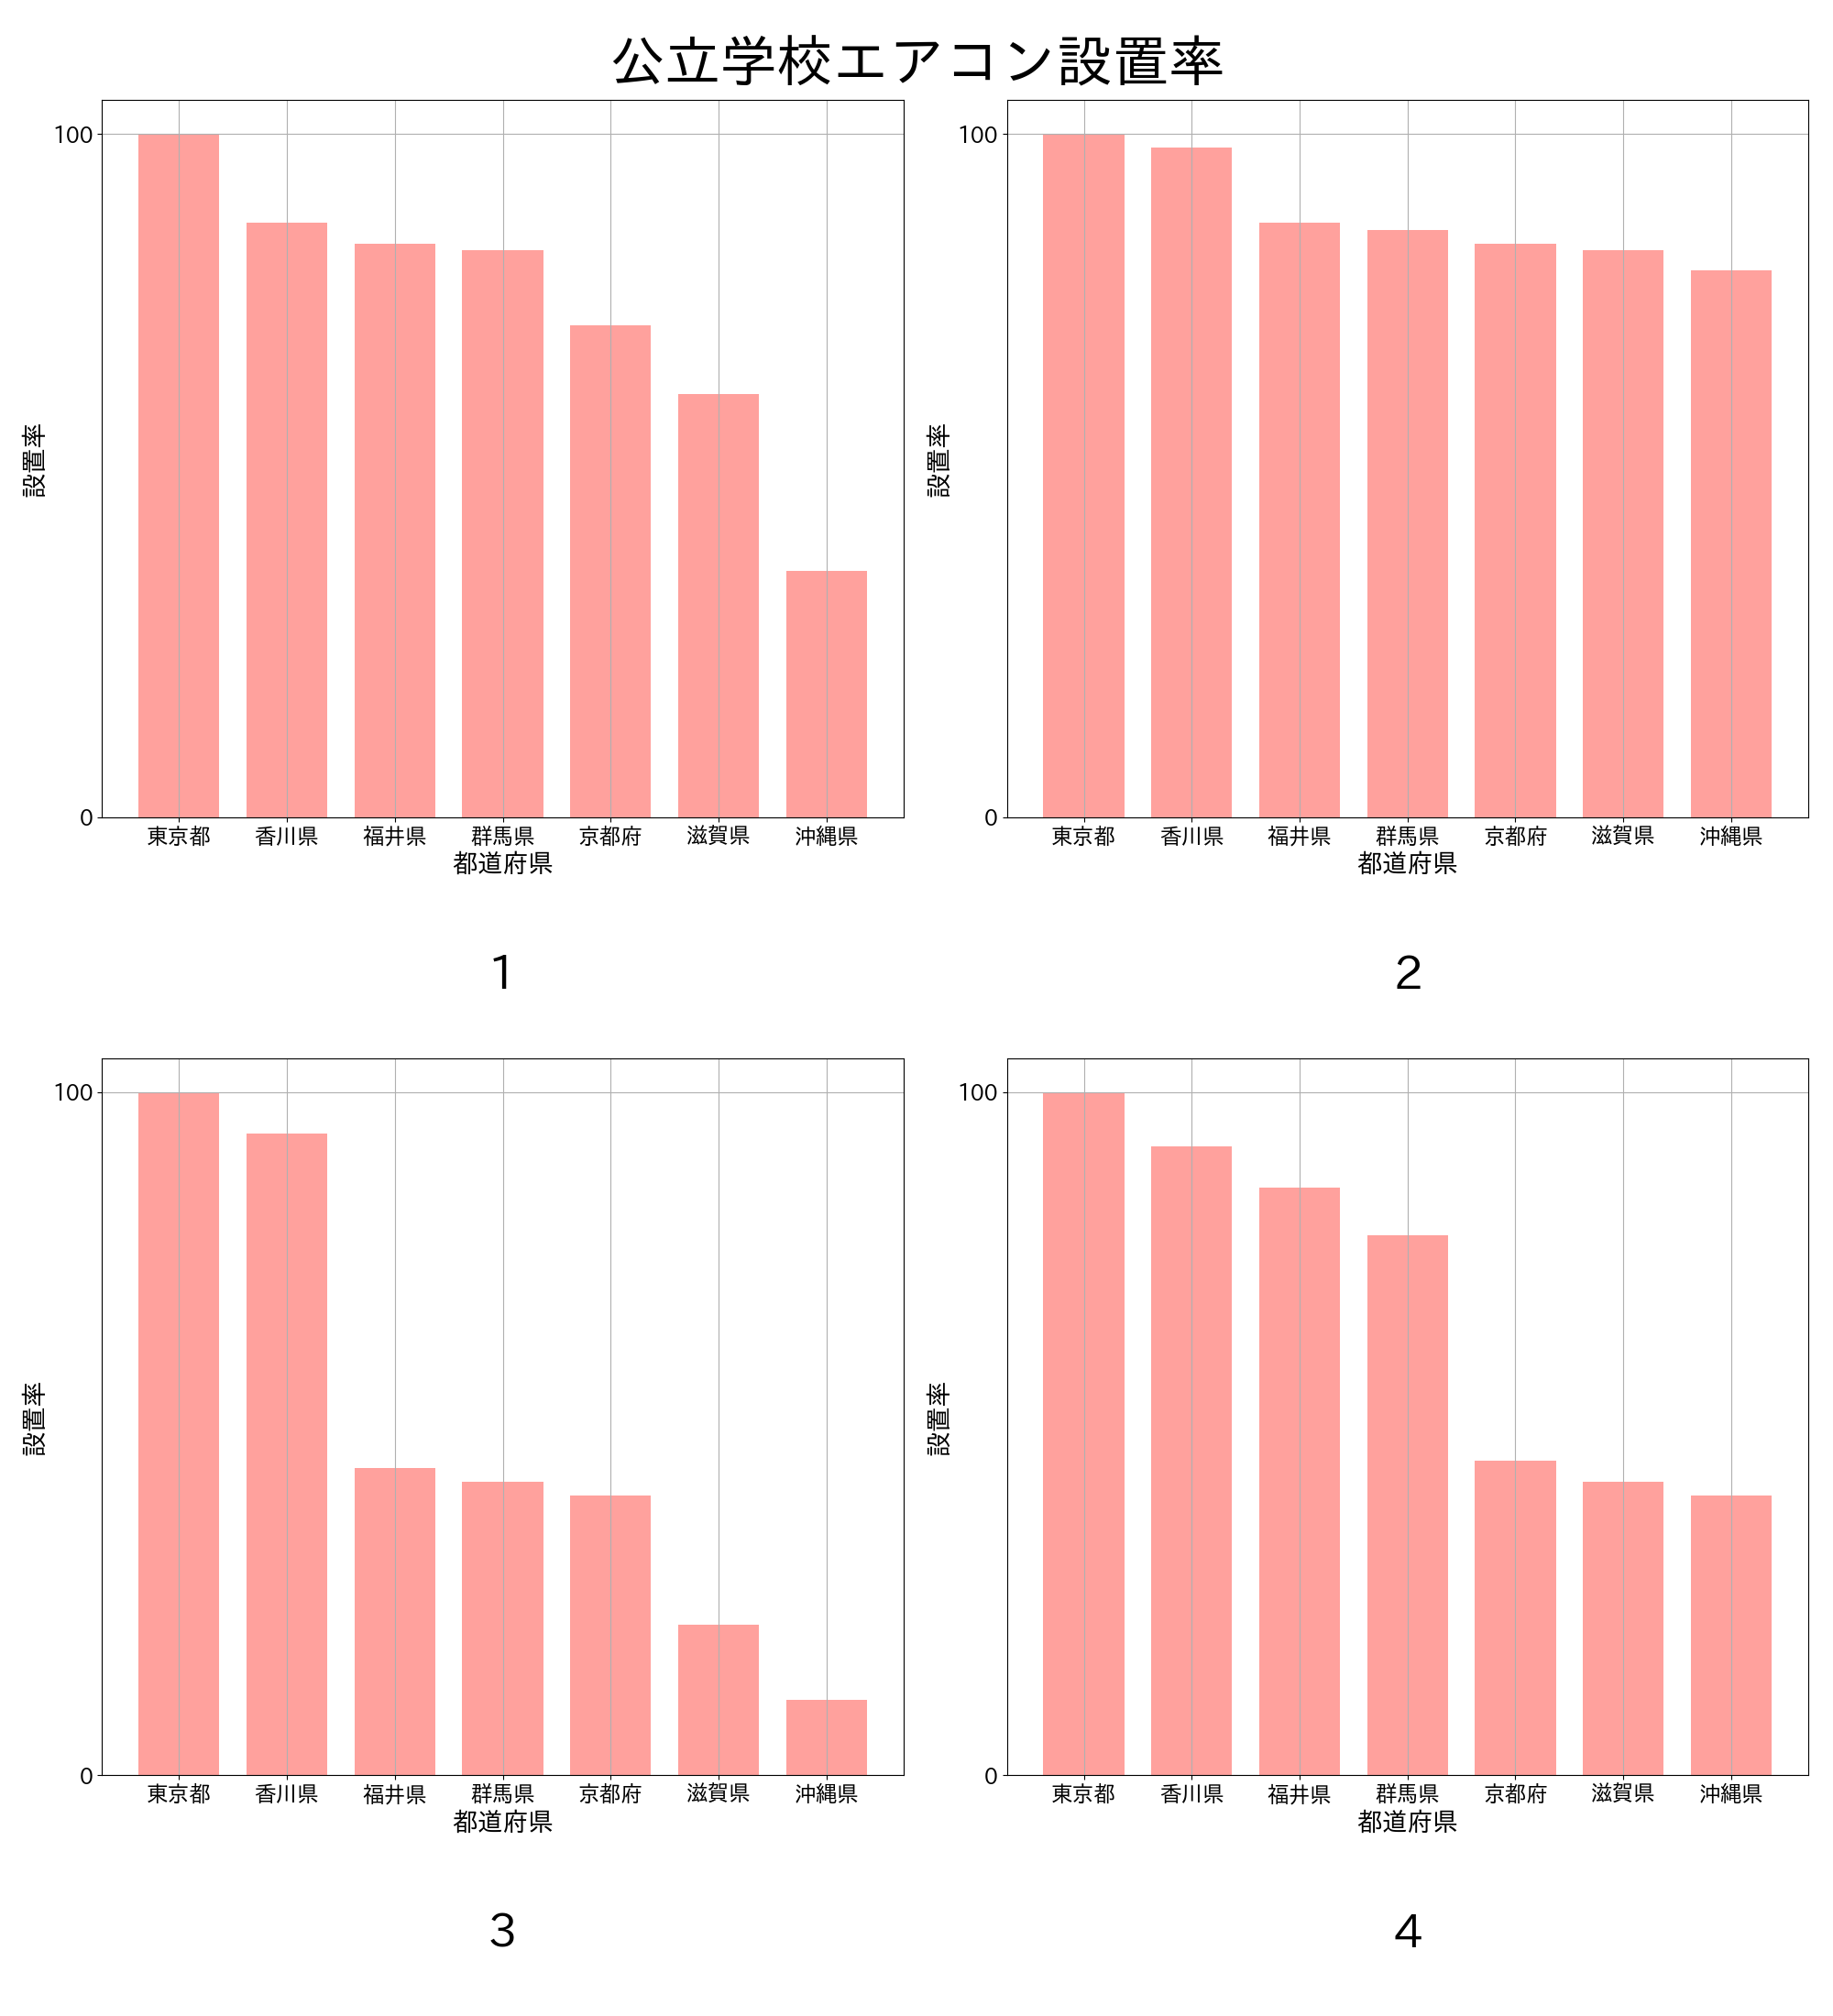 公立学校エアコン設置率
100
0
設置率
東京都 香川県 福井県 群馬県 京都府 滋賀県 沖縄県
都道府県
1
100
0
設置率
東京都 香川県 福井県 群馬県 京都府 滋賀県 沖縄県
都道府県
2
100
0
設置率
東京都 香川県 福井県 群馬県 京都府 滋賀県 沖縄県
都道府県
3
100
0
設置率
東京都 香川県 福井県 群馬県 京都府 滋賀県 沖縄県
都道府県
4